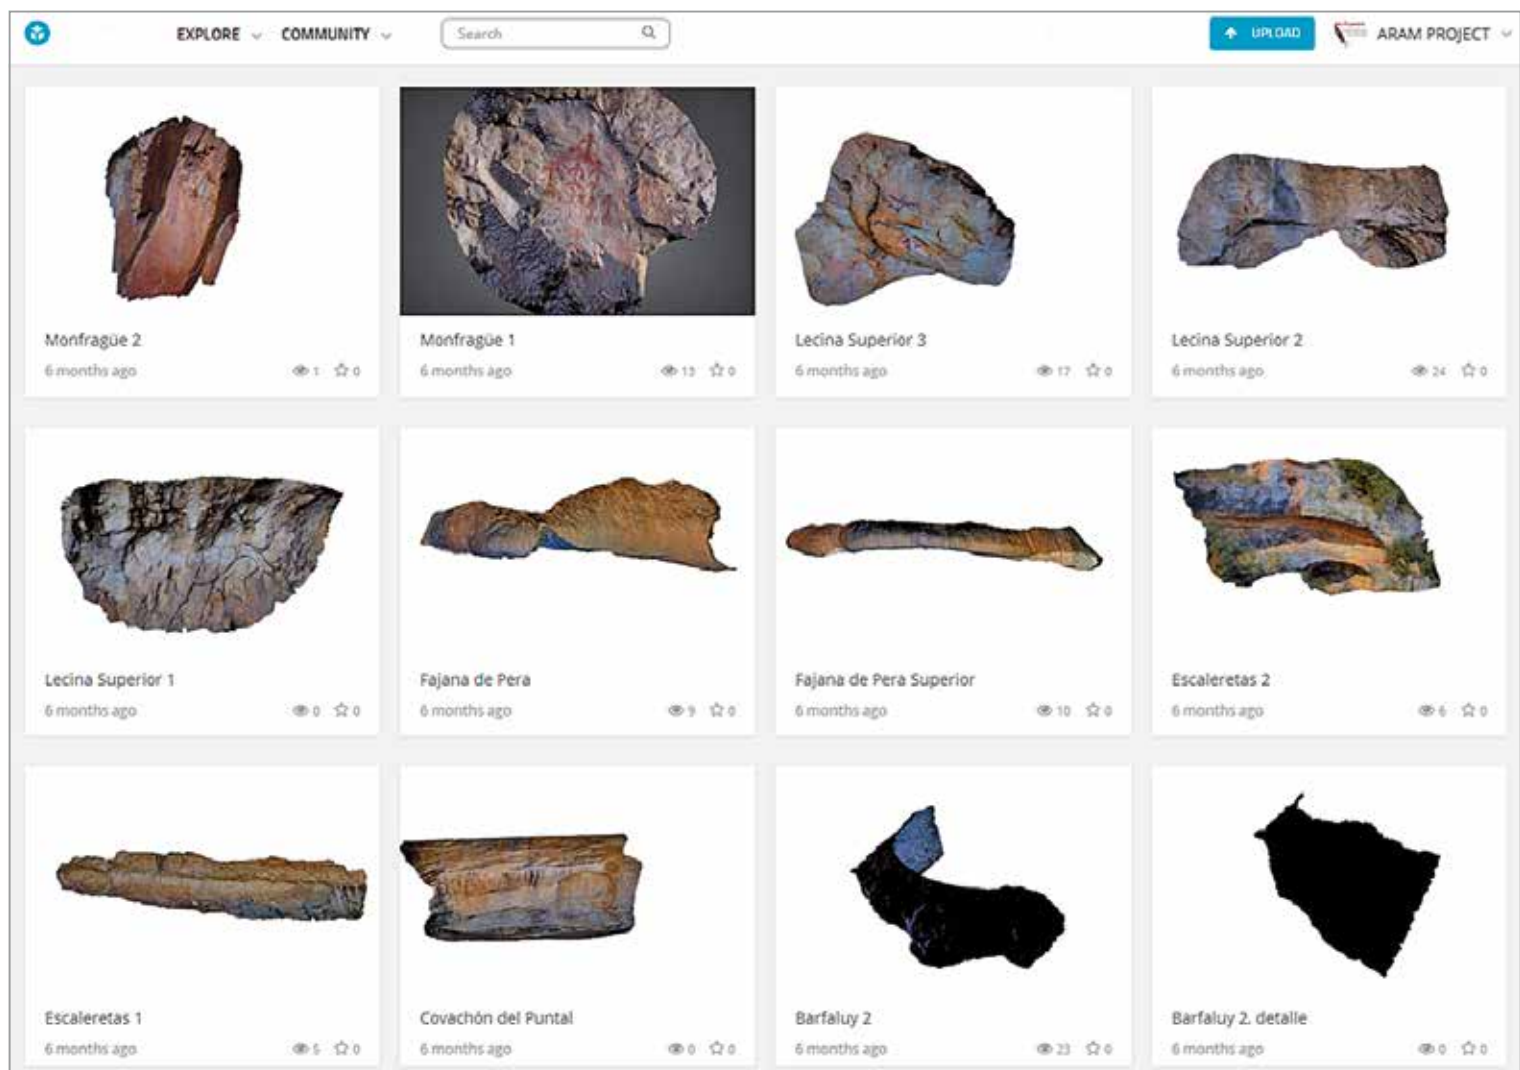 EXPLORE COMMUNITY Search UPLOAD ARAM PROJECT
Monfragüe 2
6 months ago 1 0
Monfragüe 1
6 months ago 13 0
Lecina Superior 3
6 months ago 17 0
Lecina Superior 2
6 months ago 24 0
Lecina Superior 1
6 months ago 0 0
Fajana de Pera
6 months ago 9 0
Fajana de Pera Superior
6 months ago 10 0
Escaleretas 2
6 months ago 6 0
Escaleretas 1
6 months ago 5 0
Covachón del Puntal
6 months ago 0 0
Barfaluy 2
6 months ago 23 0
Barfaluy 2. detalle
6 months ago 0 0